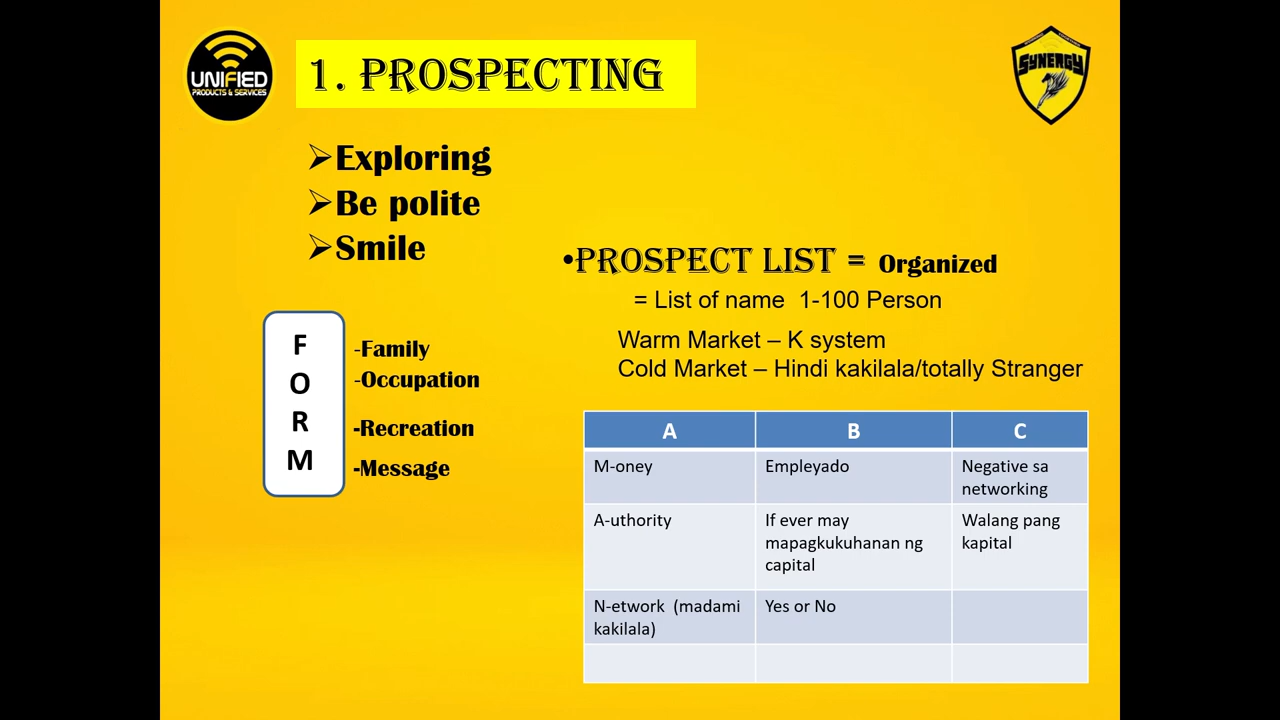 UNIFIED
PRODUCTS & SERVICES
1. PROSPECTING
SYNERGY
➢Exploring
➢Be polite
➢Smile
•PROSPECT LIST = Organized
= List of name 1-100 Person
Warm Market – K system
Cold Market – Hindi kakilala/totally Stranger
F
O
R
M
-Family
-Occupation
-Recreation
-Message
A B C
M-oney
Empleyado
Negative sa
networking
A-uthority
If ever may
mapagkukuhanan ng
capital
Walang pang
kapital
N-etwork (madami
kakilala)
Yes or No